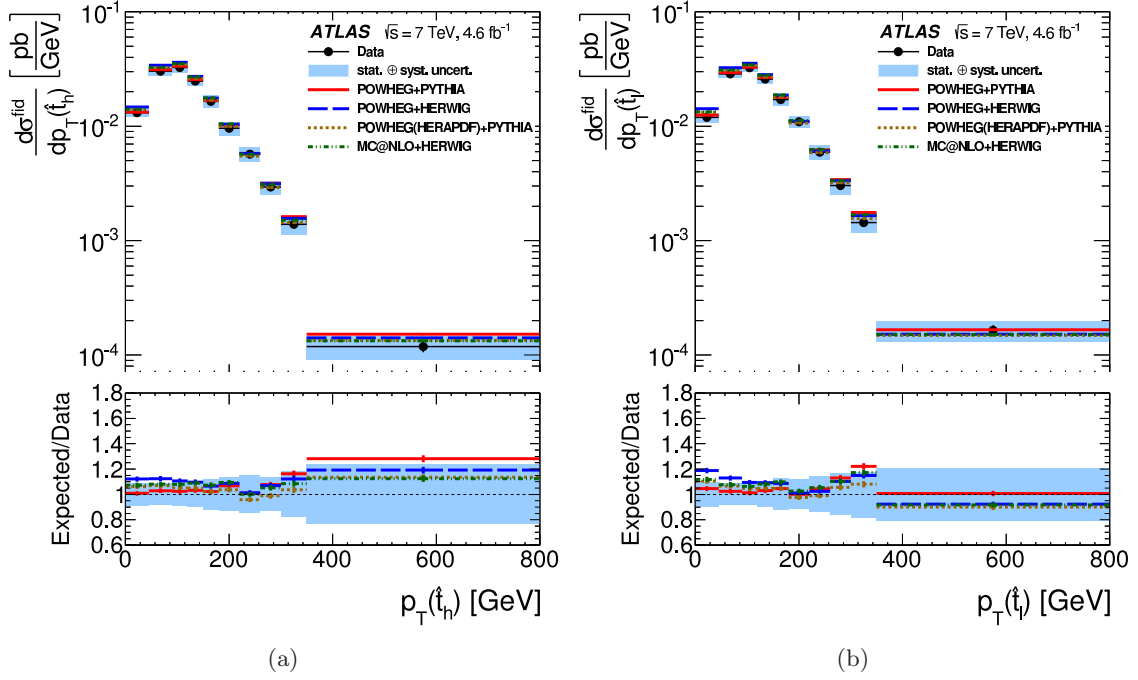 ATLAS √s = 7 TeV, 4.6 fb⁻¹
Data
stat. ⊕ syst. uncert.
POWHEG+PYTHIA
POWHEG+HERWIG
POWHEG(HERAPDF)+PYTHIA
MC@NLO+HERWIG
dσ^fid / dp_T(t̂_h) [pb/GeV]
10⁻¹
10⁻²
10⁻³
10⁻⁴
Expected/Data
1.8
1.6
1.4
1.2
1
0.8
0.6
0 200 400 600 800
p_T(t̂_h) [GeV]
(a)
ATLAS √s = 7 TeV, 4.6 fb⁻¹
Data
stat. ⊕ syst. uncert.
POWHEG+PYTHIA
POWHEG+HERWIG
POWHEG(HERAPDF)+PYTHIA
MC@NLO+HERWIG
dσ^fid / dp_T(t̂_l) [pb/GeV]
10⁻¹
10⁻²
10⁻³
10⁻⁴
Expected/Data
1.8
1.6
1.4
1.2
1
0.8
0.6
0 200 400 600 800
p_T(t̂_l) [GeV]
(b)